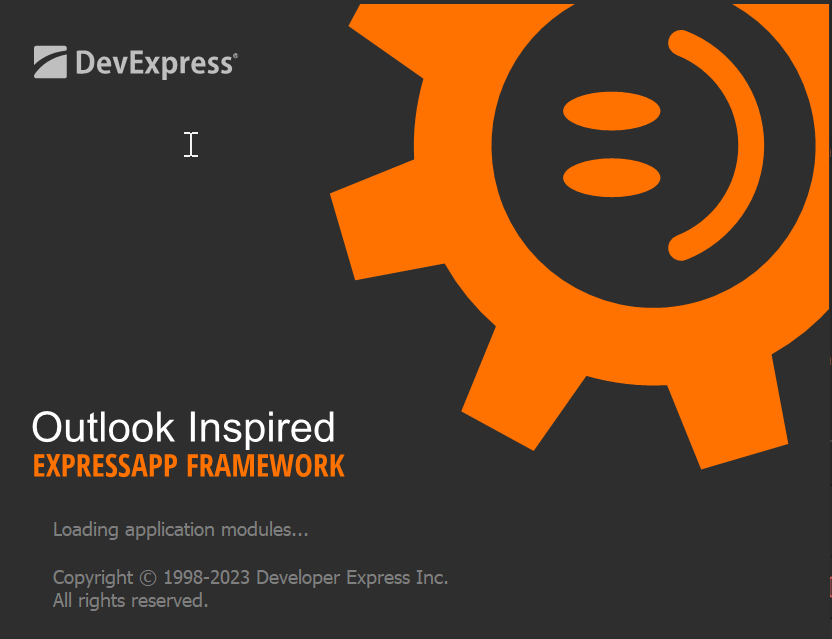 DevExpress®
Outlook Inspired
EXPRESSAPP FRAMEWORK
Loading application modules...
Copyright © 1998-2023 Developer Express Inc.
All rights reserved.